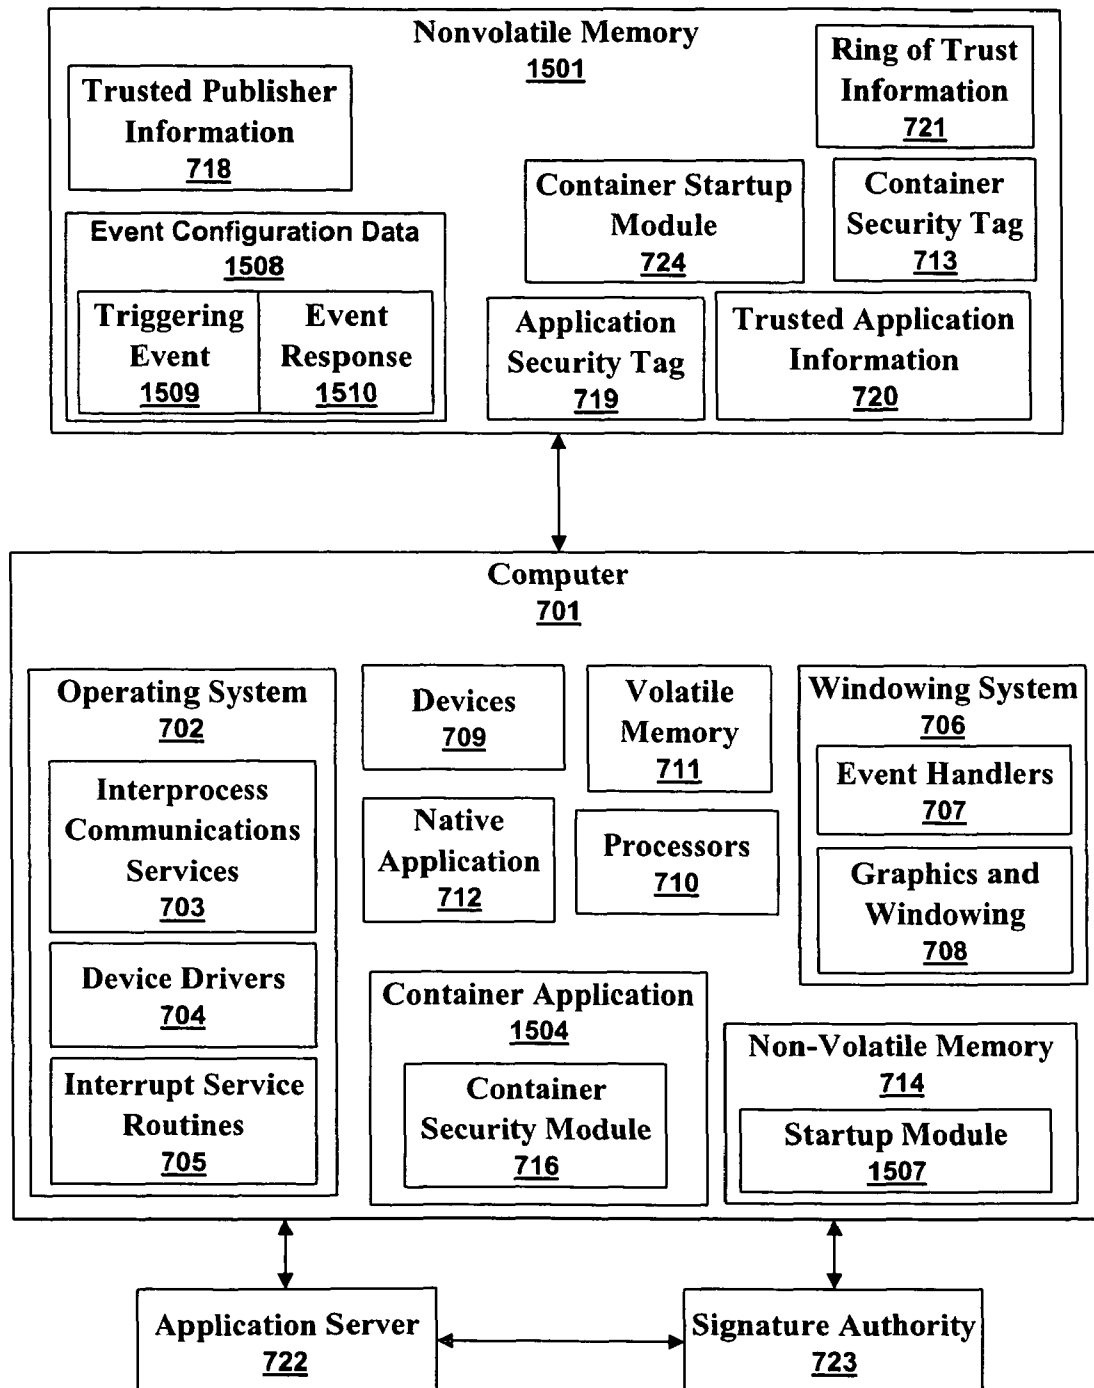 Nonvolatile Memory
1501
Trusted Publisher
Information
718
Ring of Trust
Information
721
Container Startup
Module
724
Container
Security Tag
713
Event Configuration Data
1508
Triggering
Event
1509
Event
Response
1510
Application
Security Tag
719
Trusted Application
Information
720
Computer
701
Operating System
702
Interprocess
Communications
Services
703
Device Drivers
704
Interrupt Service
Routines
705
Devices
709
Volatile
Memory
711
Native
Application
712
Processors
710
Windowing System
706
Event Handlers
707
Graphics and
Windowing
708
Container Application
1504
Container
Security Module
716
Non-Volatile Memory
714
Startup Module
1507
Application Server
722
Signature Authority
723